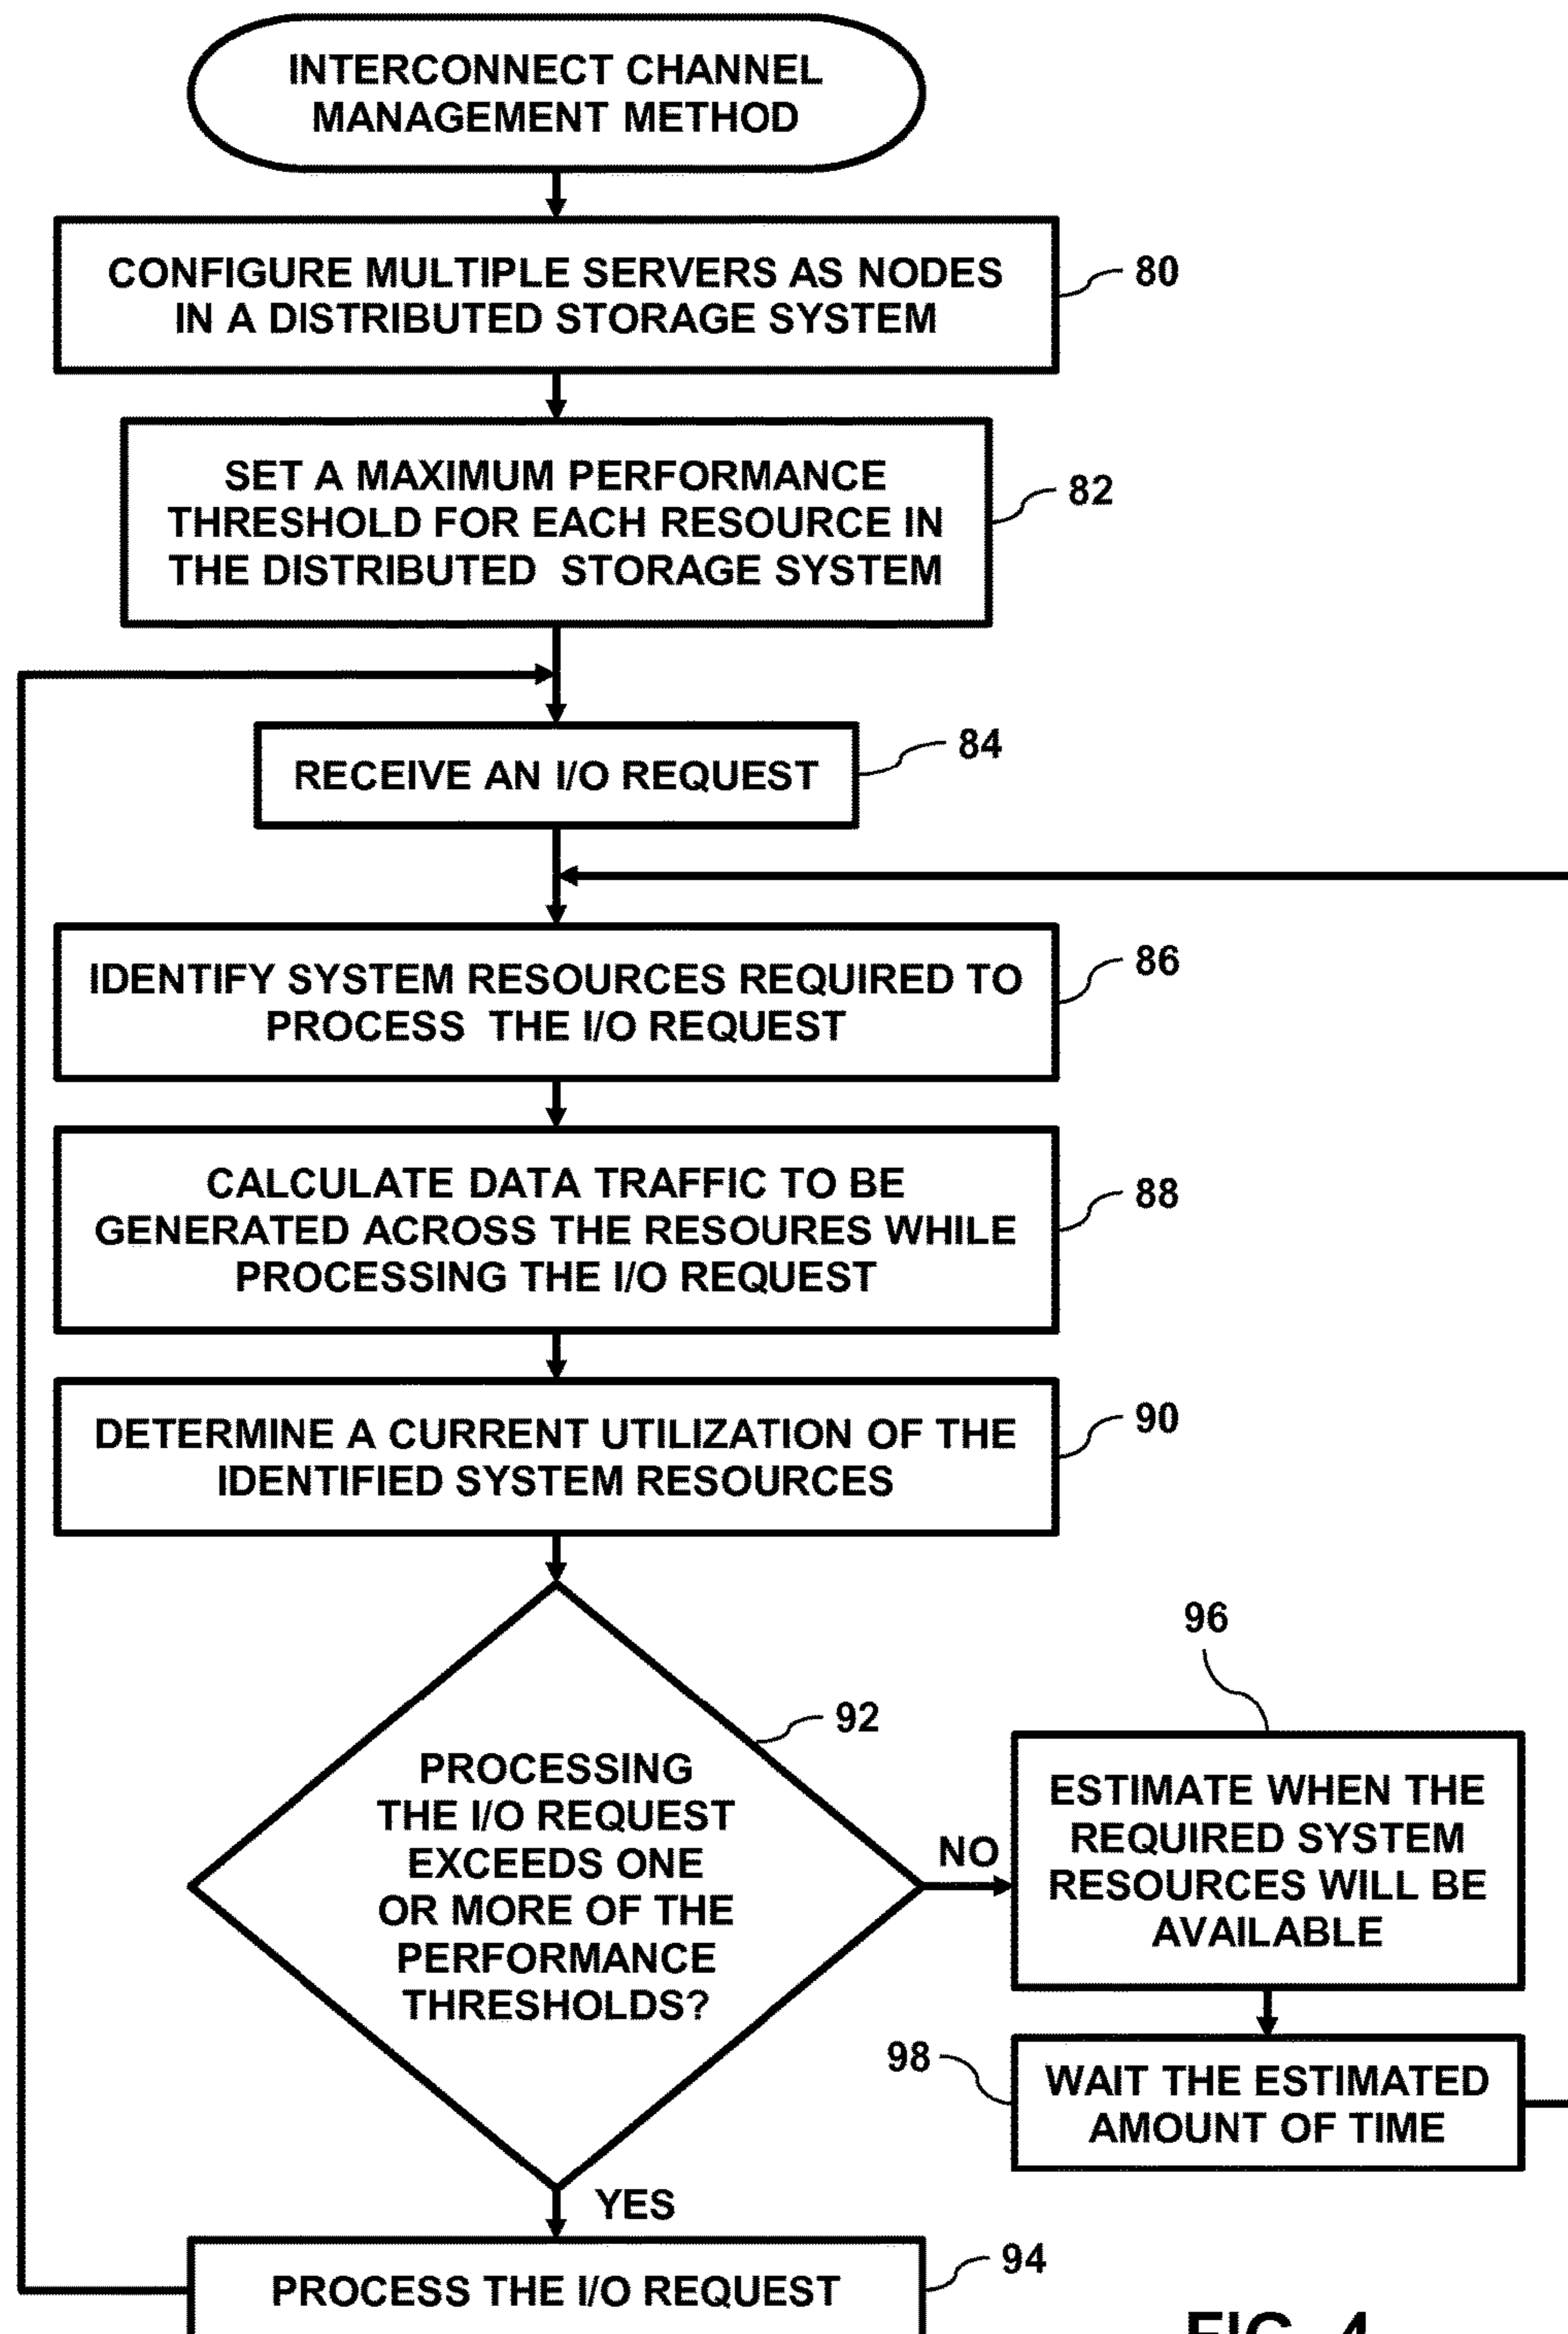 INTERCONNECT CHANNEL
MANAGEMENT METHOD
CONFIGURE MULTIPLE SERVERS AS NODES
IN A DISTRIBUTED STORAGE SYSTEM
80
SET A MAXIMUM PERFORMANCE
THRESHOLD FOR EACH RESOURCE IN
THE DISTRIBUTED STORAGE SYSTEM
82
RECEIVE AN I/O REQUEST
84
IDENTIFY SYSTEM RESOURCES REQUIRED TO
PROCESS THE I/O REQUEST
86
CALCULATE DATA TRAFFIC TO BE
GENERATED ACROSS THE RESOURES WHILE
PROCESSING THE I/O REQUEST
88
DETERMINE A CURRENT UTILIZATION OF THE
IDENTIFIED SYSTEM RESOURCES
90
PROCESSING
THE I/O REQUEST
EXCEEDS ONE
OR MORE OF THE
PERFORMANCE
THRESHOLDS?
92
NO
96
ESTIMATE WHEN THE
REQUIRED SYSTEM
RESOURCES WILL BE
AVAILABLE
98
WAIT THE ESTIMATED
AMOUNT OF TIME
YES
PROCESS THE I/O REQUEST
94
FIG. 4